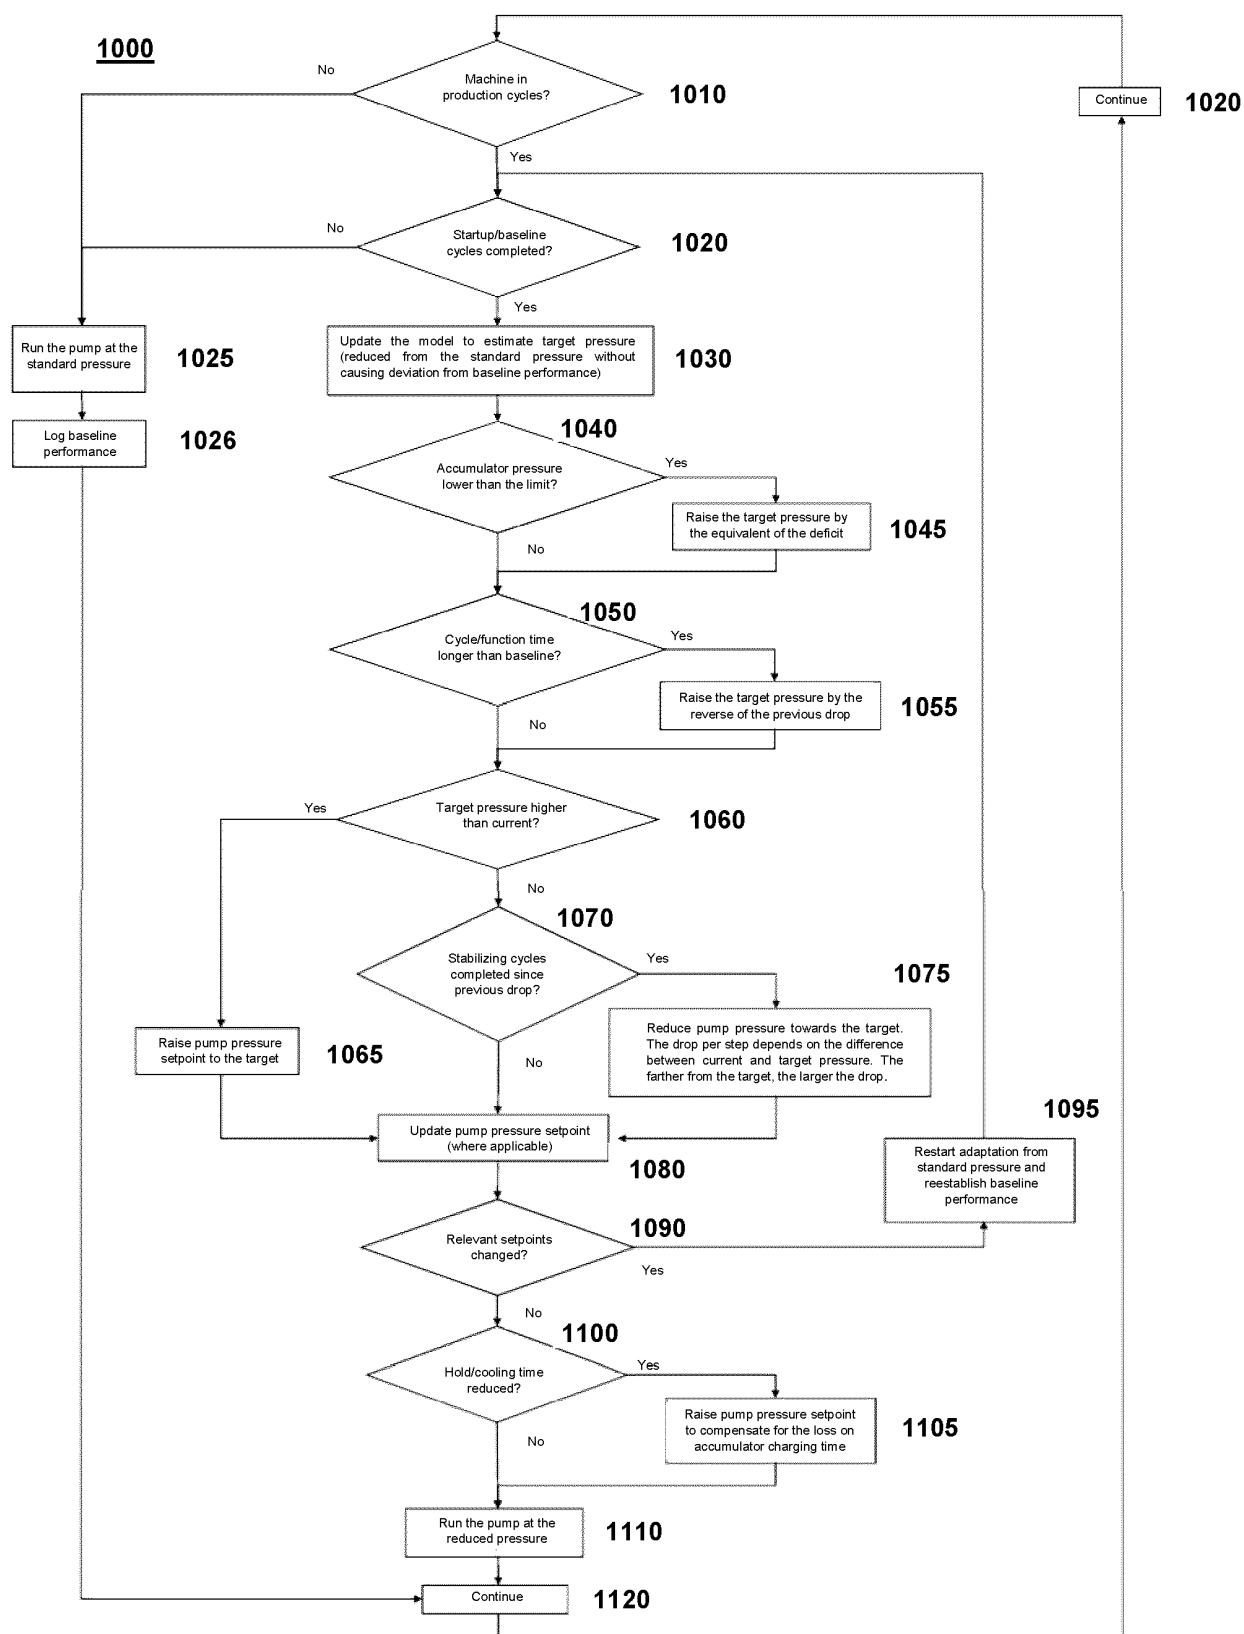 1000
No
Machine in
production cycles?
1010
Continue
1020
Yes
No
Startup/baseline
cycles completed?
1020
Yes
Run the pump at the
standard pressure
1025
Update the model to estimate target pressure
(reduced from the standard pressure without
causing deviation from baseline performance)
1030
Log baseline
performance
1026
1040
Accumulator pressure
lower than the limit?
Yes
Raise the target pressure by
the equivalent of the deficit
1045
No
1050
Cycle/function time
longer than baseline?
Yes
Raise the target pressure by the
reverse of the previous drop
1055
No
Yes
Target pressure higher
than current?
1060
No
1070
Stabilizing cycles
completed since
previous drop?
Yes
1075
Reduce pump pressure towards the target.
The drop per step depends on the difference
between current and target pressure. The
farther from the target, the larger the drop.
Raise pump pressure
setpoint to the target
1065
No
1095
Update pump pressure setpoint
(where applicable)
1080
Restart adaptation from
standard pressure and
reestablish baseline
performance
1090
Relevant setpoints
changed?
Yes
No
1100
Hold/cooling time
reduced?
Yes
Raise pump pressure setpoint
to compensate for the loss on
accumulator charging time
1105
No
Run the pump at the
reduced pressure
1110
Continue
1120